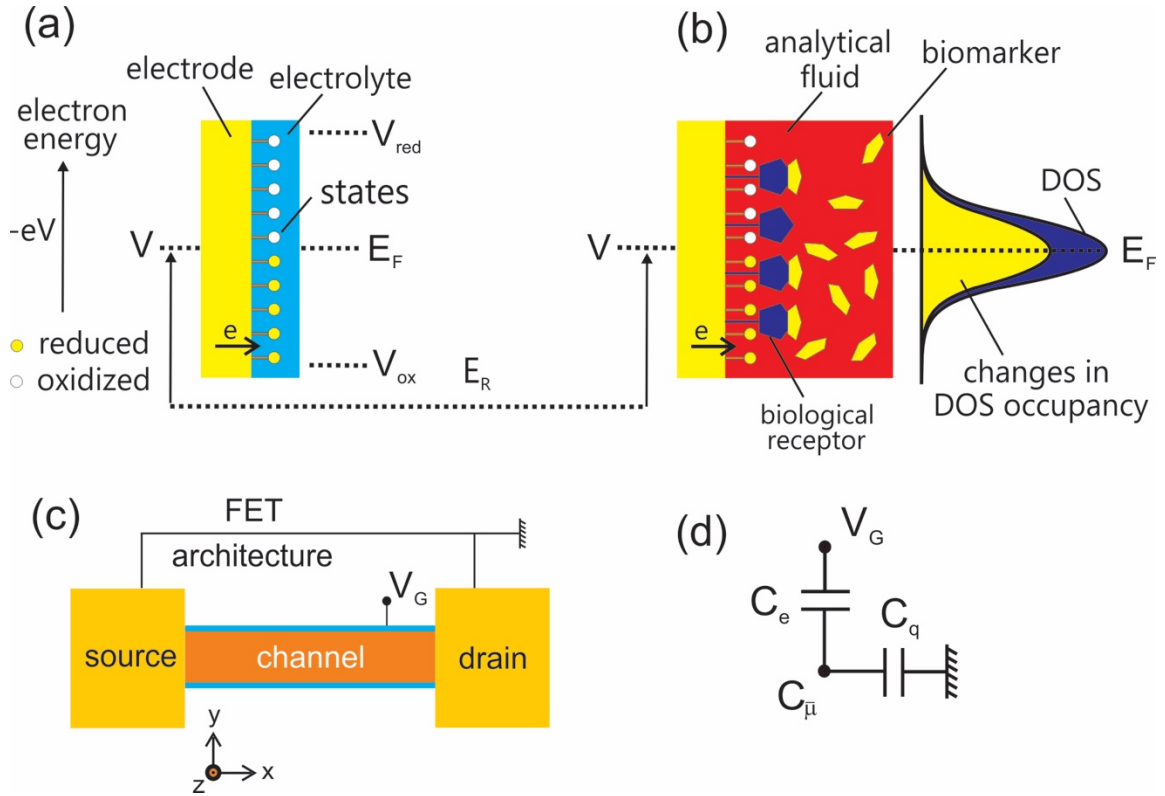 (a)
electrode
electrolyte
electron
energy
-eV
V_red
states
V
E_F
e
V_ox
reduced
oxidized
E_R
(b)
analytical
fluid
biomarker
DOS
V
E_F
e
biological
receptor
changes in
DOS occupancy
(c)
FET
architecture
V_G
source
channel
drain
y
z
x
(d)
V_G
C_e
C_q
C_μ̄